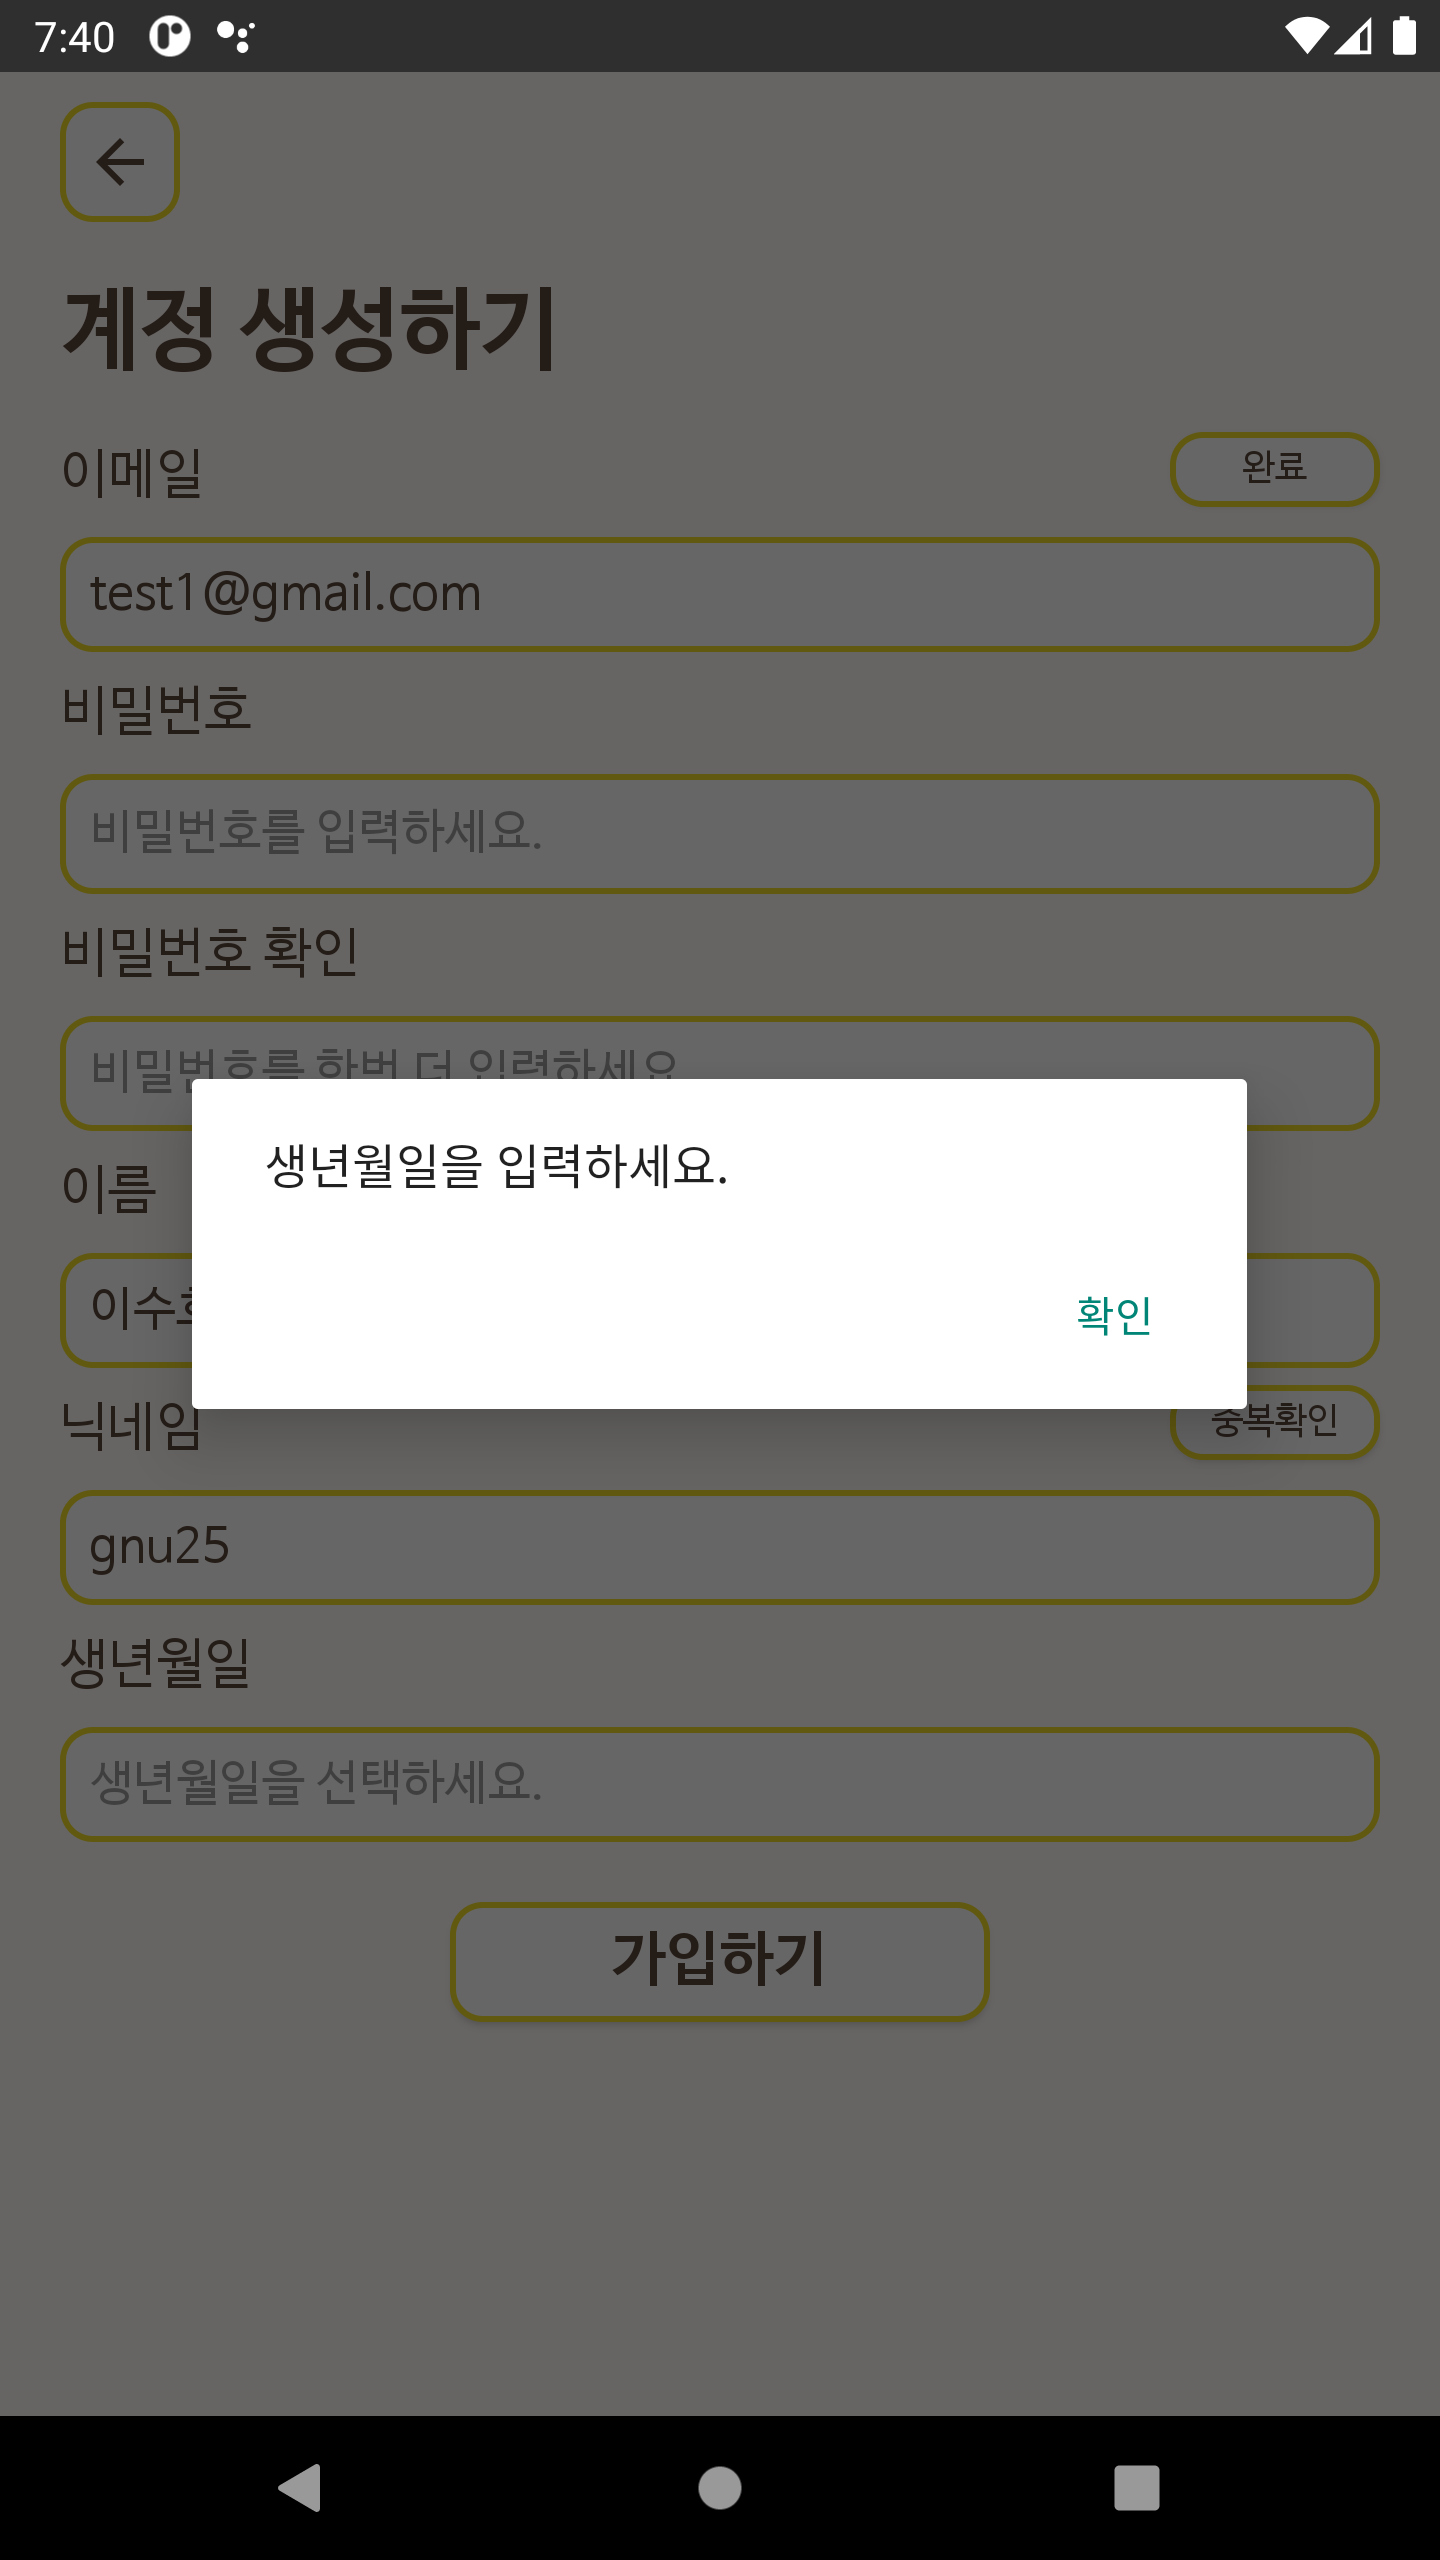 7:40
계정 생성하기
이메일
완료
test1@gmail.com
비밀번호
비밀번호를 입력하세요.
비밀번호 확인
비밀번호를 한번 더 입력하세요
생년월일을 입력하세요.
확인
이름
이수
닉네임
중복확인
gnu25
생년월일
생년월일을 선택하세요.
가입하기